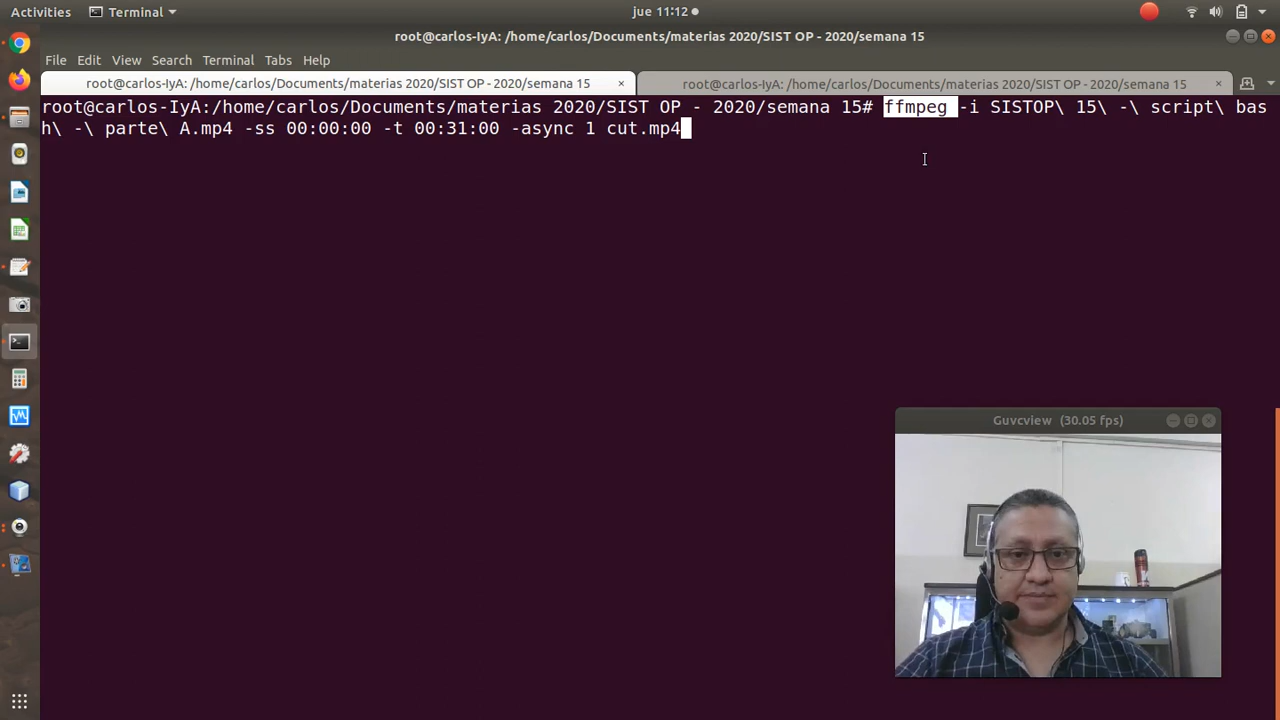 Activities Terminal jue 11:12
root@carlos-IyA: /home/carlos/Documents/materias 2020/SIST OP - 2020/semana 15
File Edit View Search Terminal Tabs Help
root@carlos-IyA: /home/carlos/Documents/materias 2020/SIST OP - 2020/semana 15 × root@carlos-IyA: /home/carlos/Documents/materias 2020/SIST OP - 2020/semana 15 ×
root@carlos-IyA:/home/carlos/Documents/materias 2020/SIST OP - 2020/semana 15# ffmpeg -i SISTOP\ 15\ -\ script\ bas
h\ -\ parte\ A.mp4 -ss 00:00:00 -t 00:31:00 -async 1 cut.mp4
Guvcview (30.05 fps)